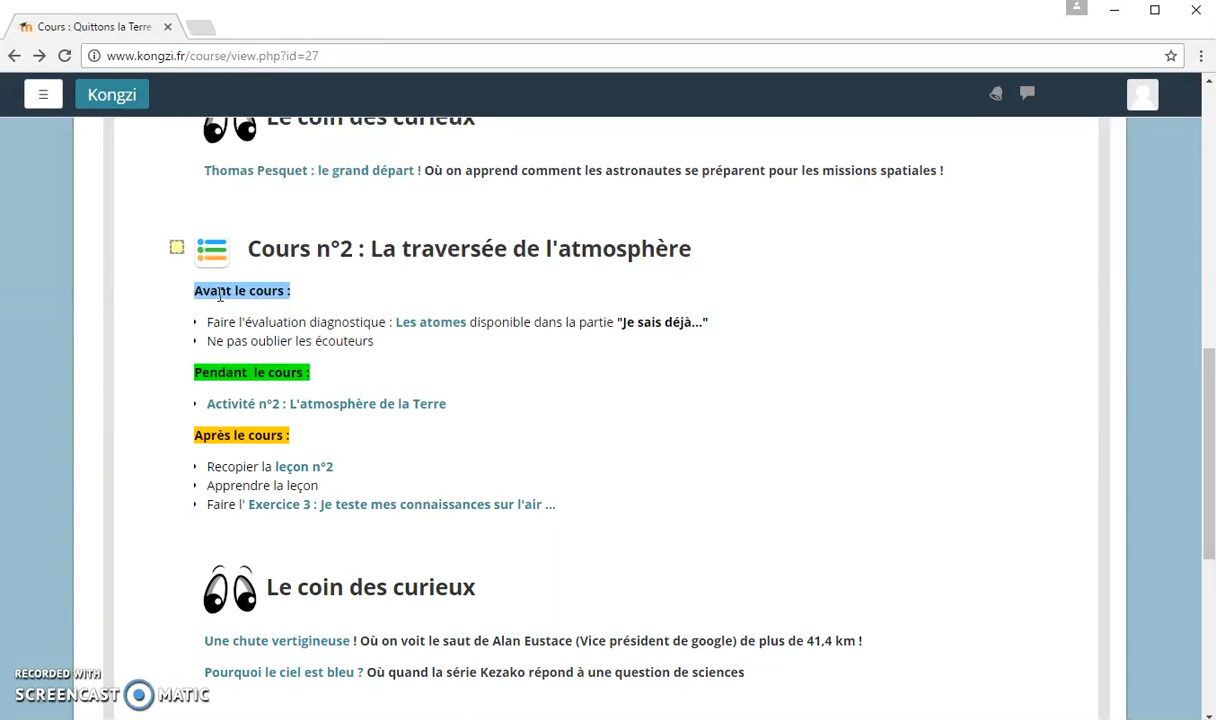 Cours : Quittons la Terre
www.kongzi.fr/course/view.php?id=27
Kongzi
Le coin des curieux
Thomas Pesquet : le grand départ ! Où on apprend comment les astronautes se préparent pour les missions spatiales !
Cours n°2 : La traversée de l'atmosphère
Avant le cours :
Faire l'évaluation diagnostique : Les atomes disponible dans la partie "Je sais déjà..."
Ne pas oublier les écouteurs
Pendant le cours :
Activité n°2 : L'atmosphère de la Terre
Après le cours :
Recopier la leçon n°2
Apprendre la leçon
Faire l' Exercice 3 : Je teste mes connaissances sur l'air ...
Le coin des curieux
Une chute vertigineuse ! Où on voit le saut de Alan Eustace (Vice président de google) de plus de 41,4 km !
Pourquoi le ciel est bleu ? Où quand la série Kezako répond à une question de sciences
RECORDED WITH
SCREENCAST MATIC